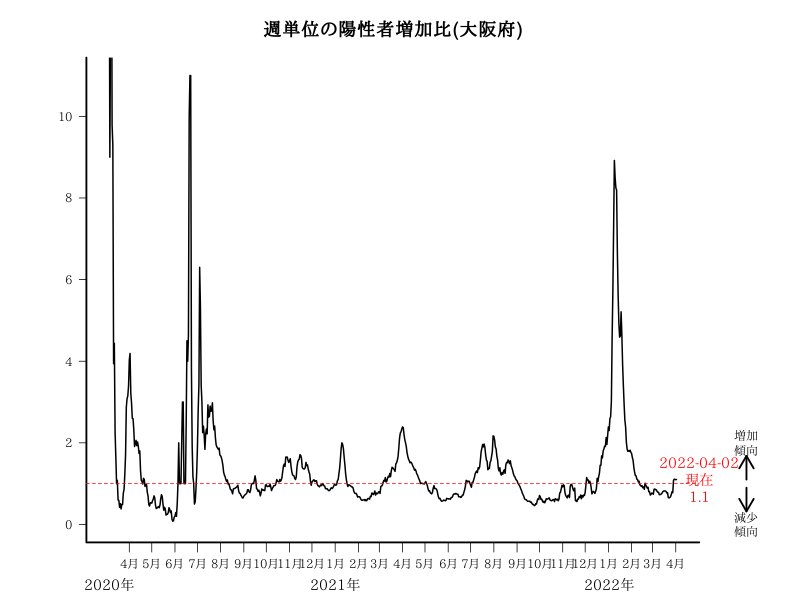 週単位の陽性者増加比(大阪府)
10
8
6
4
2
0
増加
傾向
2022-04-02
現在
1.1
減少
傾向
4月 5月 6月 7月 8月 9月 10月 11月 12月 1月 2月 3月 4月 5月 6月 7月 8月 9月 10月 11月 12月 1月 2月 3月 4月
2020年 2021年 2022年